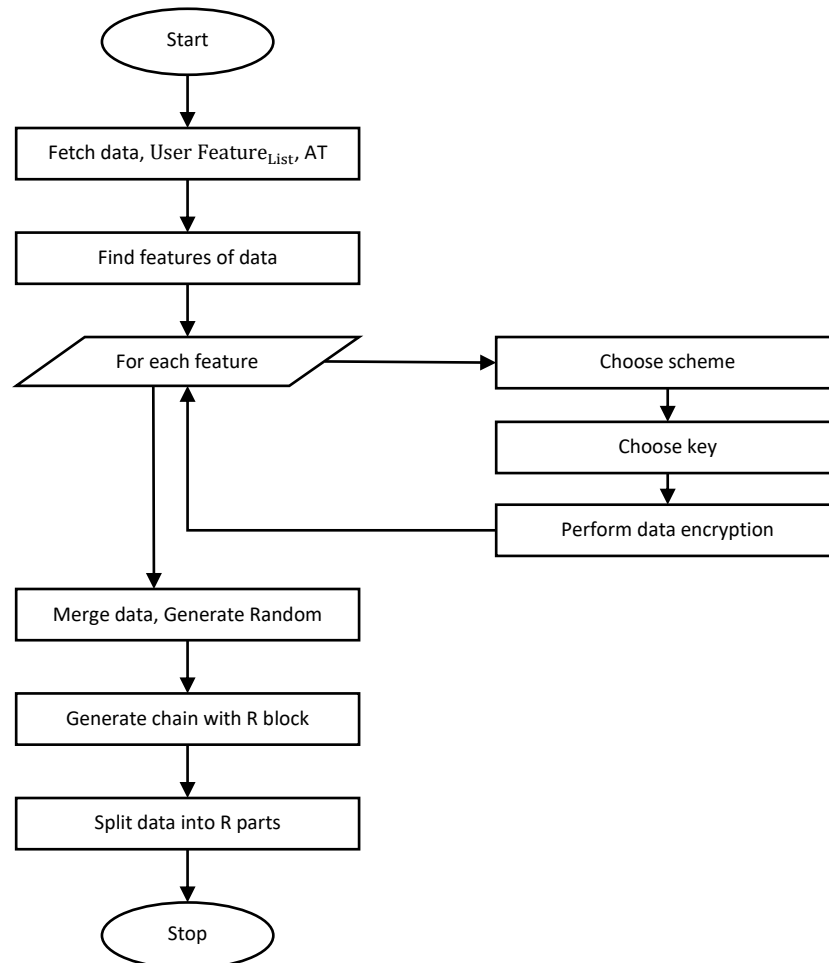 Start
Fetch data, User Feature_List, AT
Find features of data
For each feature
Choose scheme
Choose key
Perform data encryption
Merge data, Generate Random
Generate chain with R block
Split data into R parts
Stop